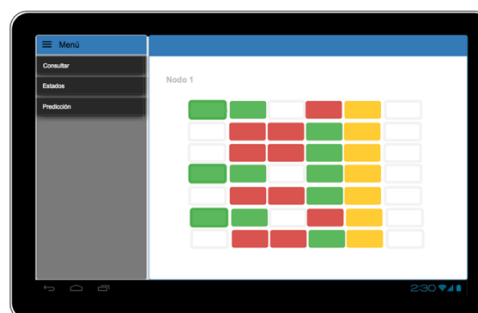 Menú
Consultar
Estados
Predicción
Nodo 1
2:30